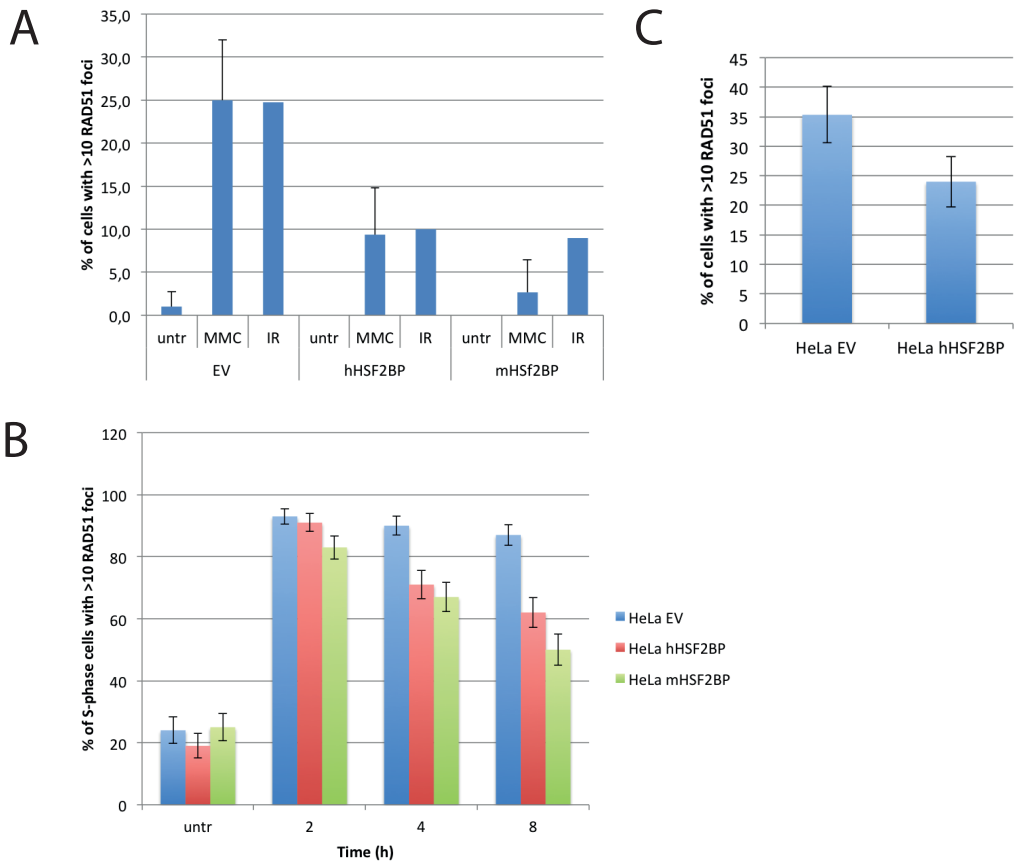 A
% of cells with >10 RAD51 foci
35,0
30,0
25,0
20,0
15,0
10,0
5,0
0,0
untr MMC IR untr MMC IR untr MMC IR
EV hHSF2BP mHSf2BP
C
% of cells with >10 RAD51 foci
45
40
35
30
25
20
15
10
5
0
HeLa EV HeLa hHSF2BP
B
% of S-phase cells with >10 RAD51 foci
120
100
80
60
40
20
0
untr 2 4 8
Time (h)
HeLa EV
HeLa hHSF2BP
HeLa mHSF2BP